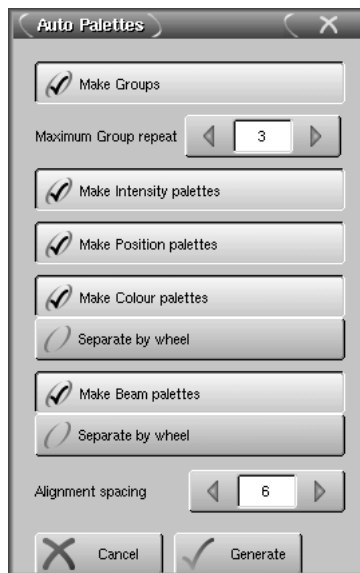 Auto Palettes
Make Groups
Maximum Group repeat 3
Make Intensity palettes
Make Position palettes
Make Colour palettes
Separate by wheel
Make Beam palettes
Separate by wheel
Alignment spacing 6
Cancel Generate